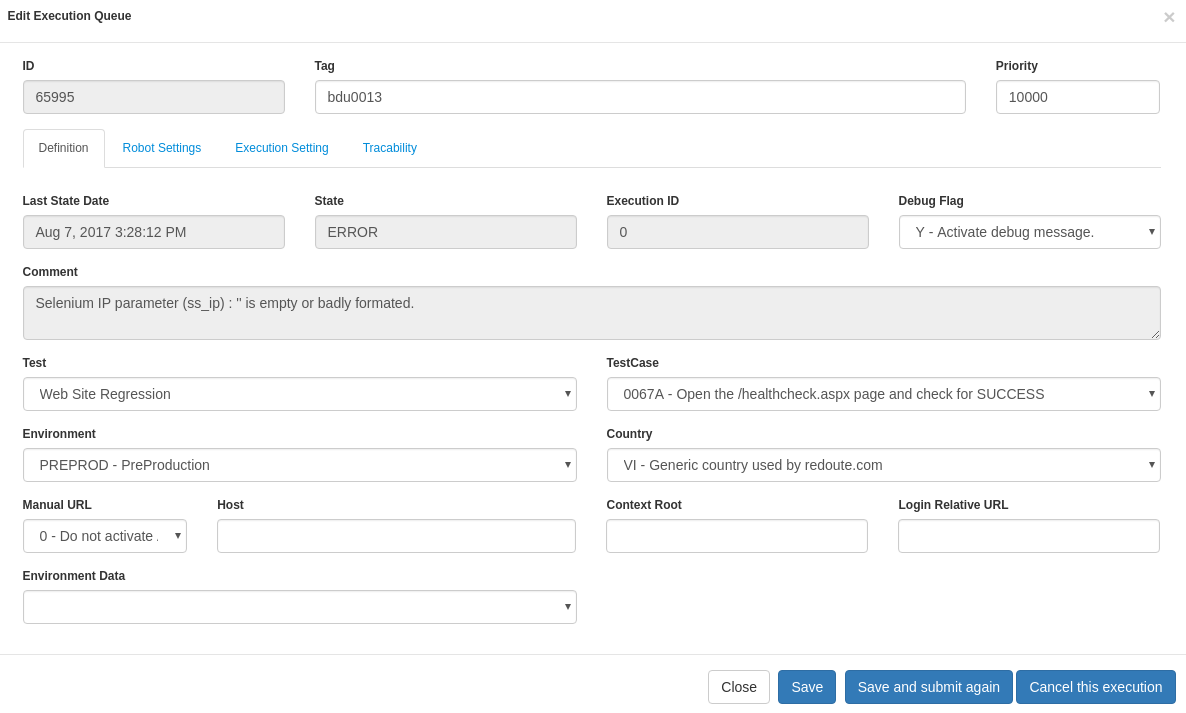 Edit Execution Queue ×
ID Tag Priority
65995 bdu0013 10000
Definition Robot Settings Execution Setting Tracability
Last State Date State Execution ID Debug Flag
Aug 7, 2017 3:28:12 PM ERROR 0 Y - Activate debug message.
Comment
Selenium IP parameter (ss_ip) : '' is empty or badly formated.
Test TestCase
Web Site Regression 0067A - Open the /healthcheck.aspx page and check for SUCCESS
Environment Country
PREPROD - PreProduction VI - Generic country used by redoute.com
Manual URL Host Context Root Login Relative URL
0 - Do not activate
Environment Data
Close Save Save and submit again Cancel this execution